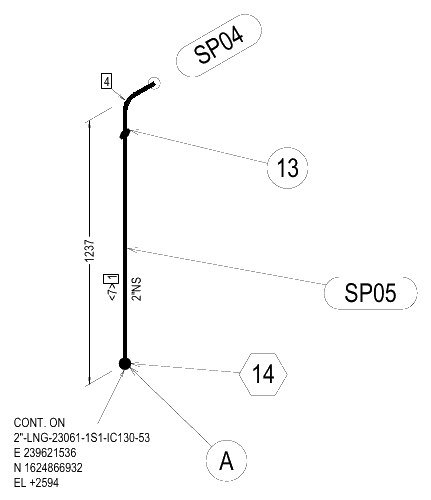 SP04
4
13
1237
SP05
<7>
1
2"NS
14
A
CONT. ON
2"-LNG-23061-1S1-IC130-53
E 239621536
N 1624866932
EL +2594